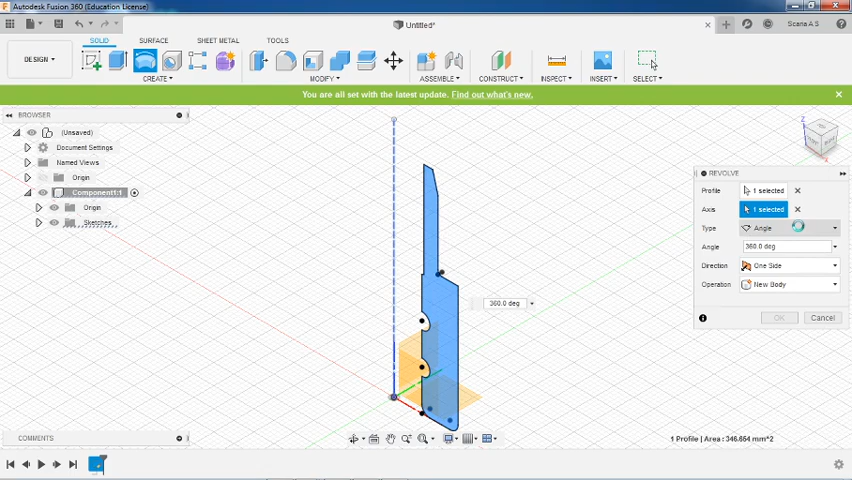 Autodesk Fusion 360 (Education License)
Untitled*
Scaria A S
SOLID SURFACE SHEET METAL TOOLS
DESIGN
CREATE MODIFY ASSEMBLE CONSTRUCT INSPECT INSERT SELECT
You are all set with the latest update. Find out what's new.
BROWSER
(Unsaved)
Document Settings
Named Views
Origin
Component1:1
Origin
Sketches
Z
X
REVOLVE
Profile 1 selected
Axis 1 selected
Type Angle
Angle 360.0 deg
Direction One Side
Operation New Body
OK Cancel
360.0 deg
COMMENTS
1 Profile | Area : 346.654 mm^2